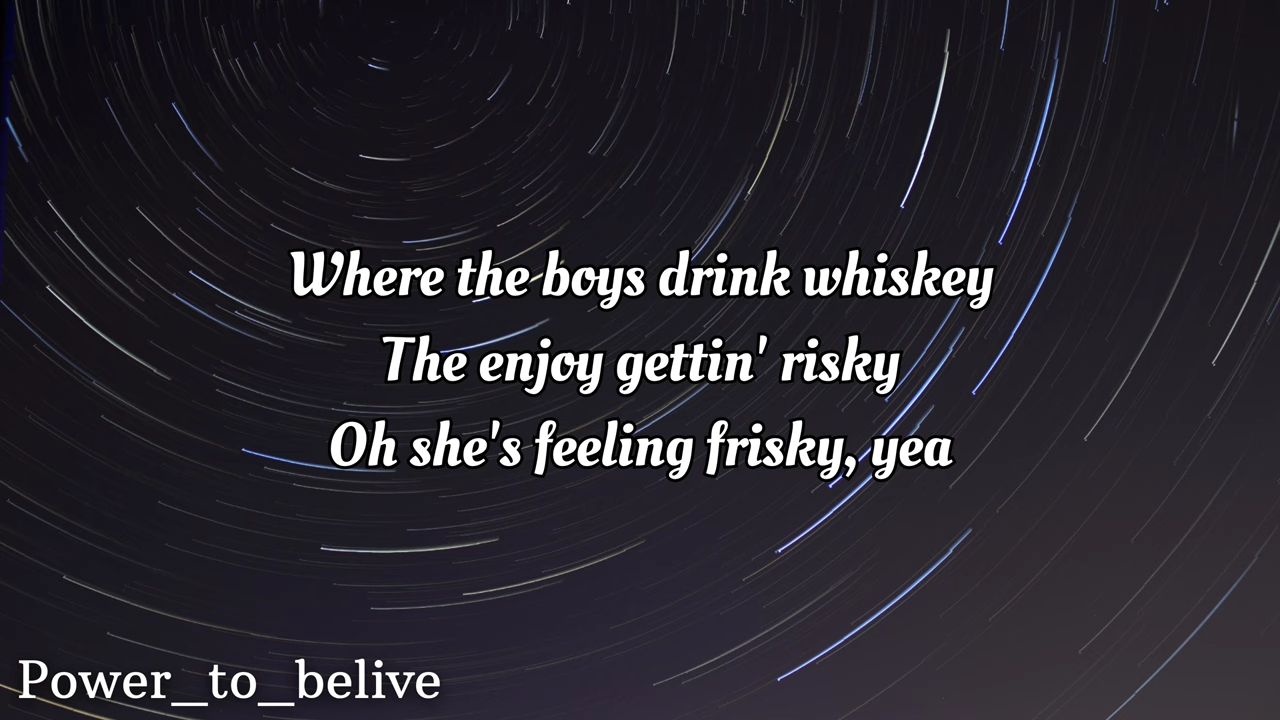 Where the boys drink whiskey
The enjoy gettin' risky
Oh she's feeling frisky, yea
Power_to_belive